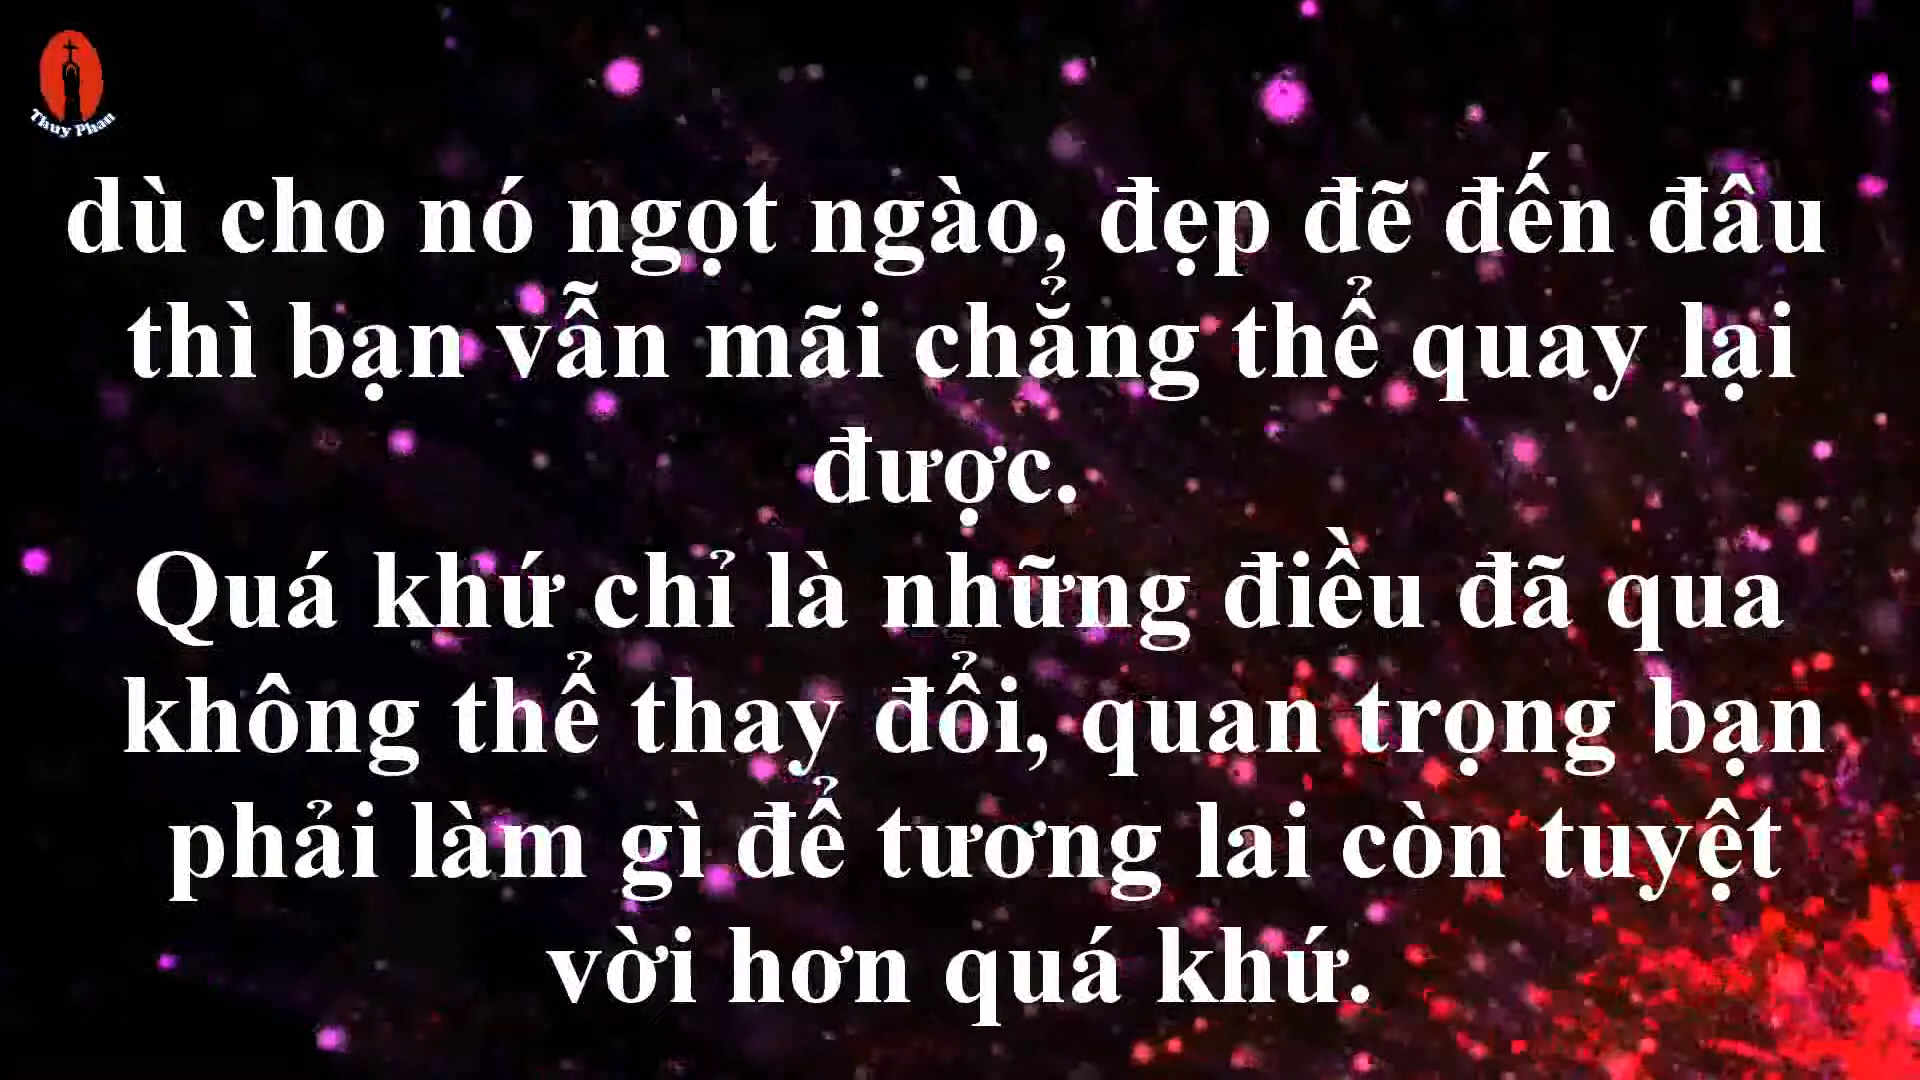 Thuy Phan
dù cho nó ngọt ngào, đẹp đẽ đến đâu
thì bạn vẫn mãi chẳng thể quay lại
được.
Quá khứ chỉ là những điều đã qua
không thể thay đổi, quan trọng bạn
phải làm gì để tương lai còn tuyệt
vời hơn quá khứ.